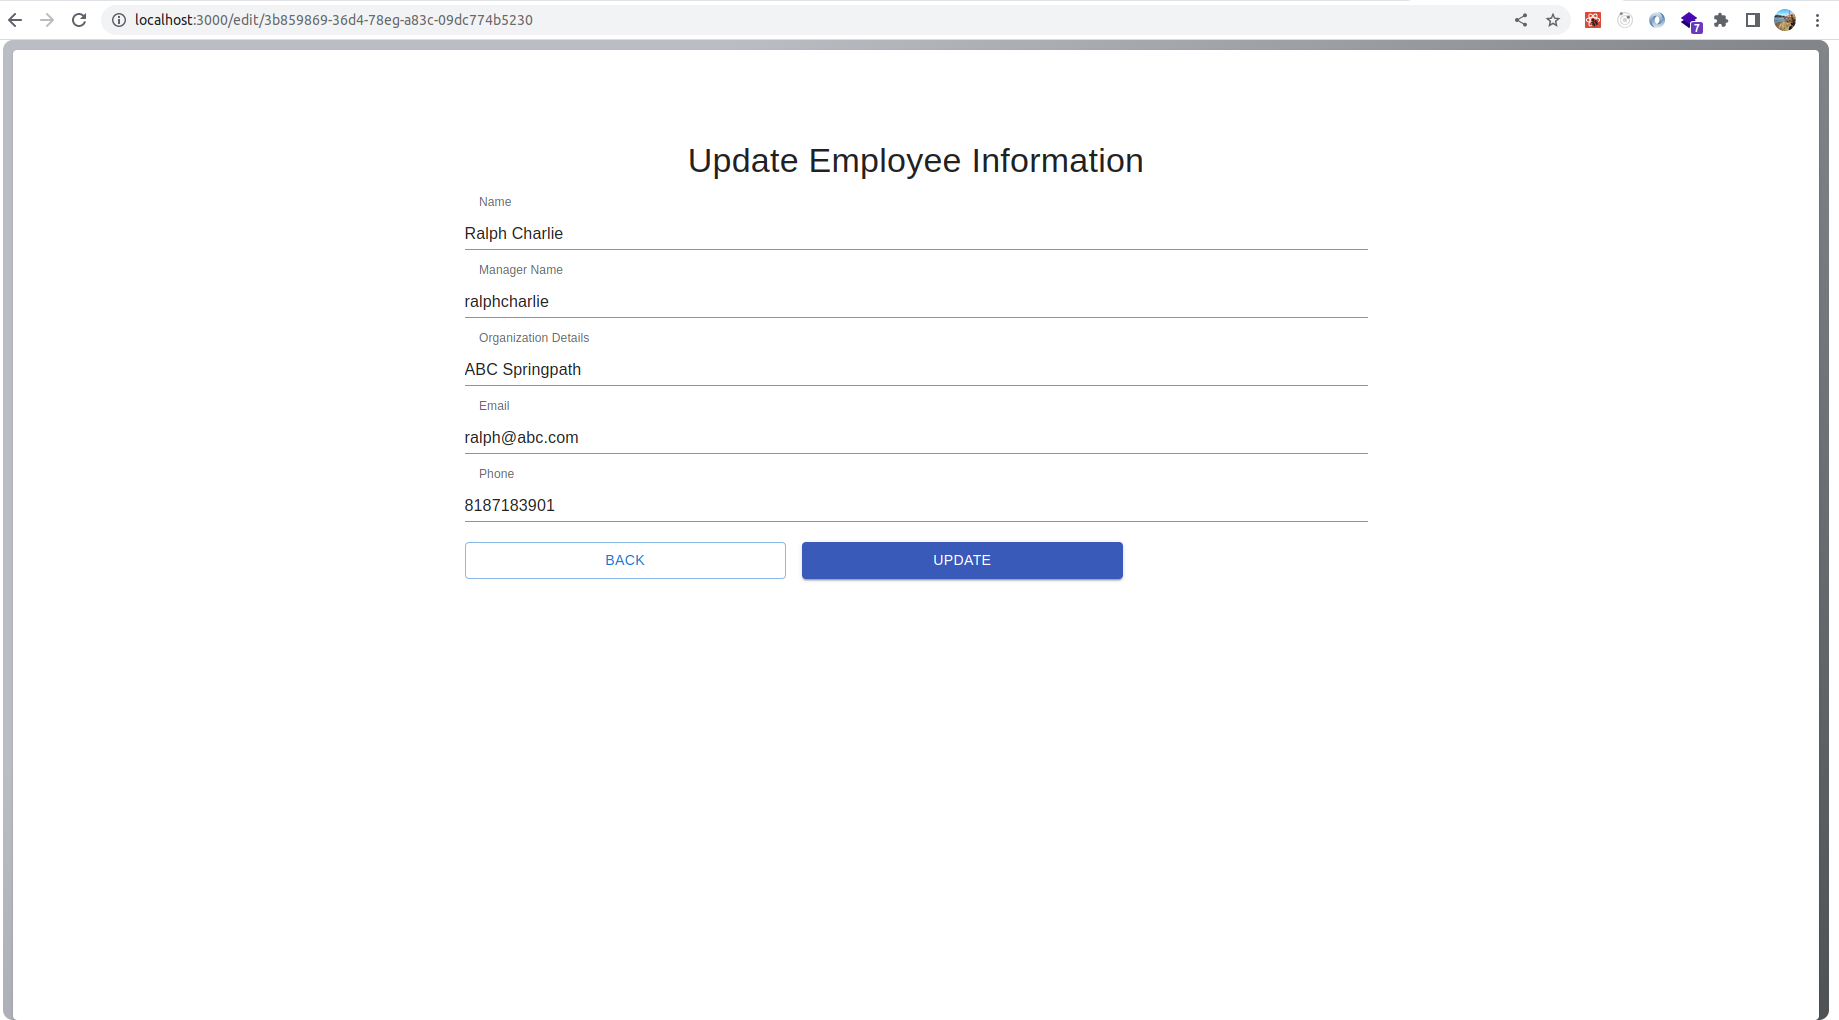 localhost:3000/edit/3b859869-36d4-78eg-a83c-09dc774b5230
7
Update Employee Information
Name
Ralph Charlie
Manager Name
ralphcharlie
Organization Details
ABC Springpath
Email
ralph@abc.com
Phone
8187183901
BACK UPDATE